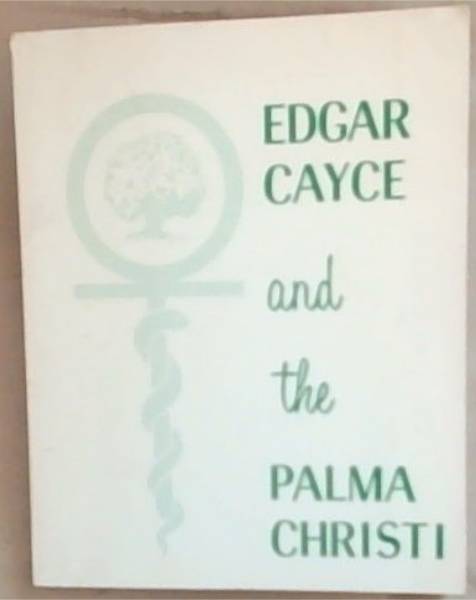 EDGAR
CAYCE
and
the
PALMA
CHRISTI